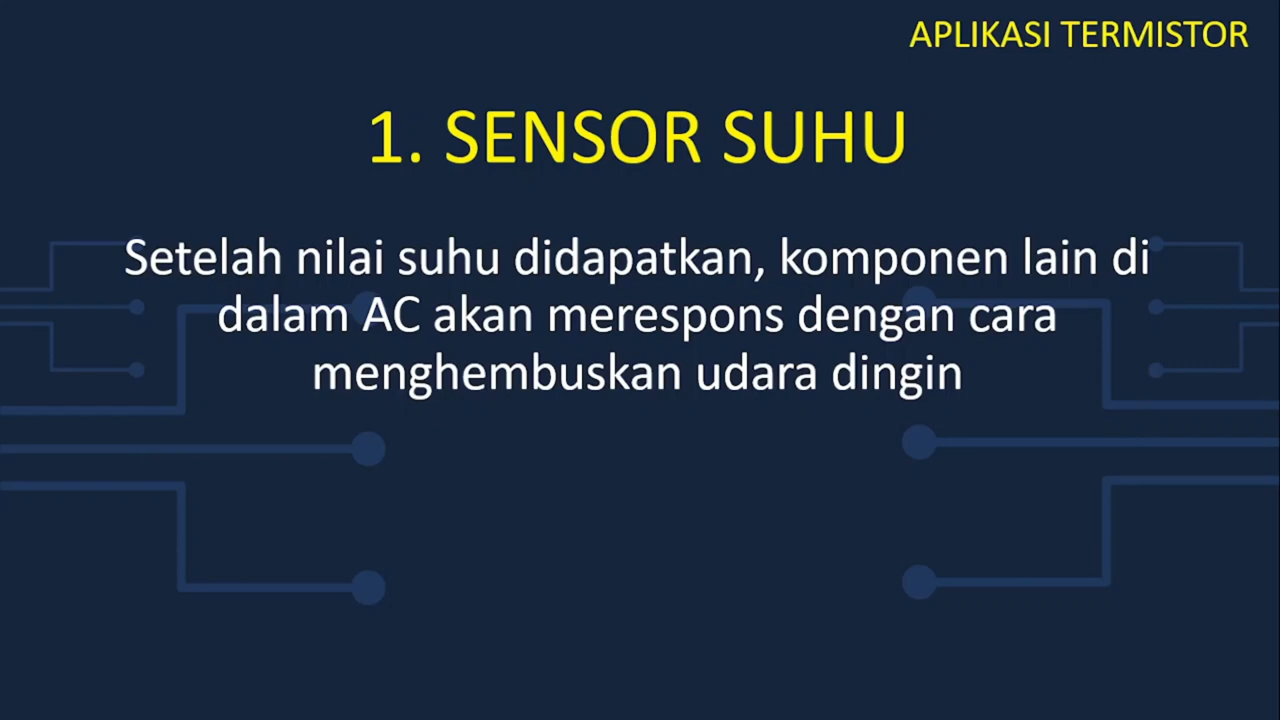 APLIKASI TERMISTOR
1. SENSOR SUHU
Setelah nilai suhu didapatkan, komponen lain di
dalam AC akan merespons dengan cara
menghembuskan udara dingin